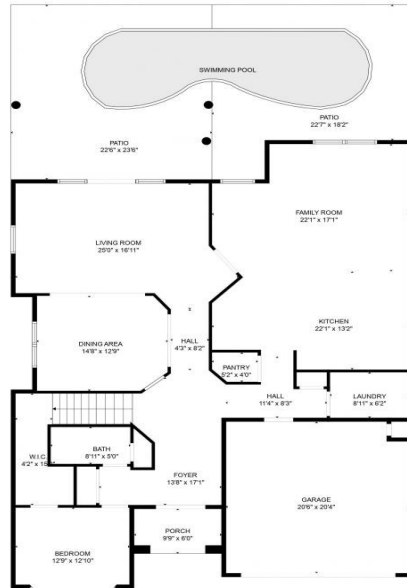 SWIMMING POOL
PATIO
22'7" x 18'2"
PATIO
22'6" x 23'6"
FAMILY ROOM
22'1" x 17'1"
LIVING ROOM
25'0" x 16'11"
KITCHEN
22'1" x 13'2"
DINING AREA
14'8" x 12'9"
HALL
4'3" x 8'2"
PANTRY
5'2" x 4'0"
HALL
11'4" x 8'3"
LAUNDRY
8'11" x 6'2"
BATH
8'11" x 5'0"
W.I.C.
4'2" x
FOYER
13'8" x 17'1"
GARAGE
20'6" x 20'4"
PORCH
9'9" x 6'0"
BEDROOM
12'9" x 12'10"